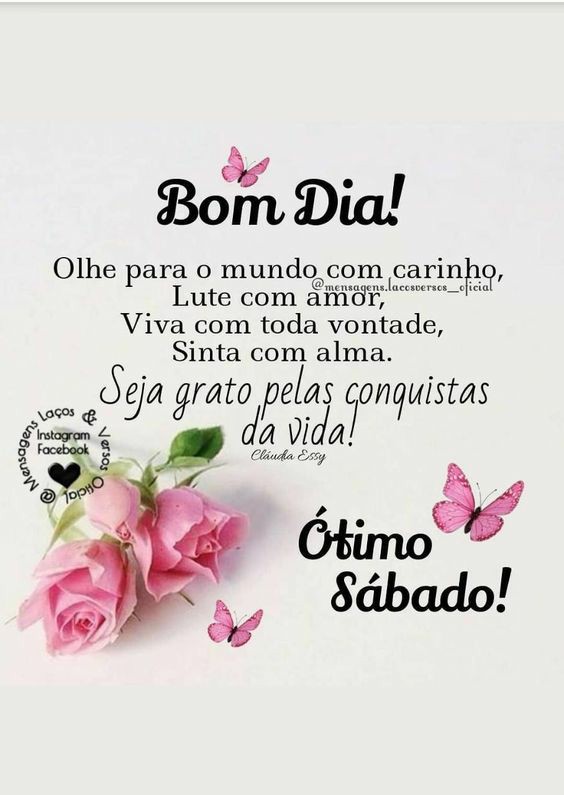 Bom Dia!
Olhe para o mundo com carinho,
@mensagens.lacosversos_oficial
Lute com amor,
Viva com toda vontade,
Sinta com alma.
Seja grato pelas conquistas
da vida!
Cláudia Essy
@ Mensagens Laços & Versos Oficial
Instagram
Facebook
Ótimo
Sábado!